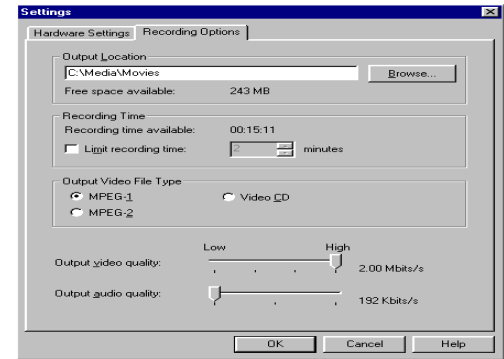 Settings
Hardware Settings Recording Options
Output Location
C:\Media\Movies
Browse...
Free space available: 243 MB
Recording Time
Recording time available: 00:15:11
Limit recording time: 2 minutes
Output Video File Type
MPEG-1 Video CD
MPEG-2
Low High
Output video quality: 2.00 Mbits/s
Output audio quality: 192 Kbits/s
OK Cancel Help